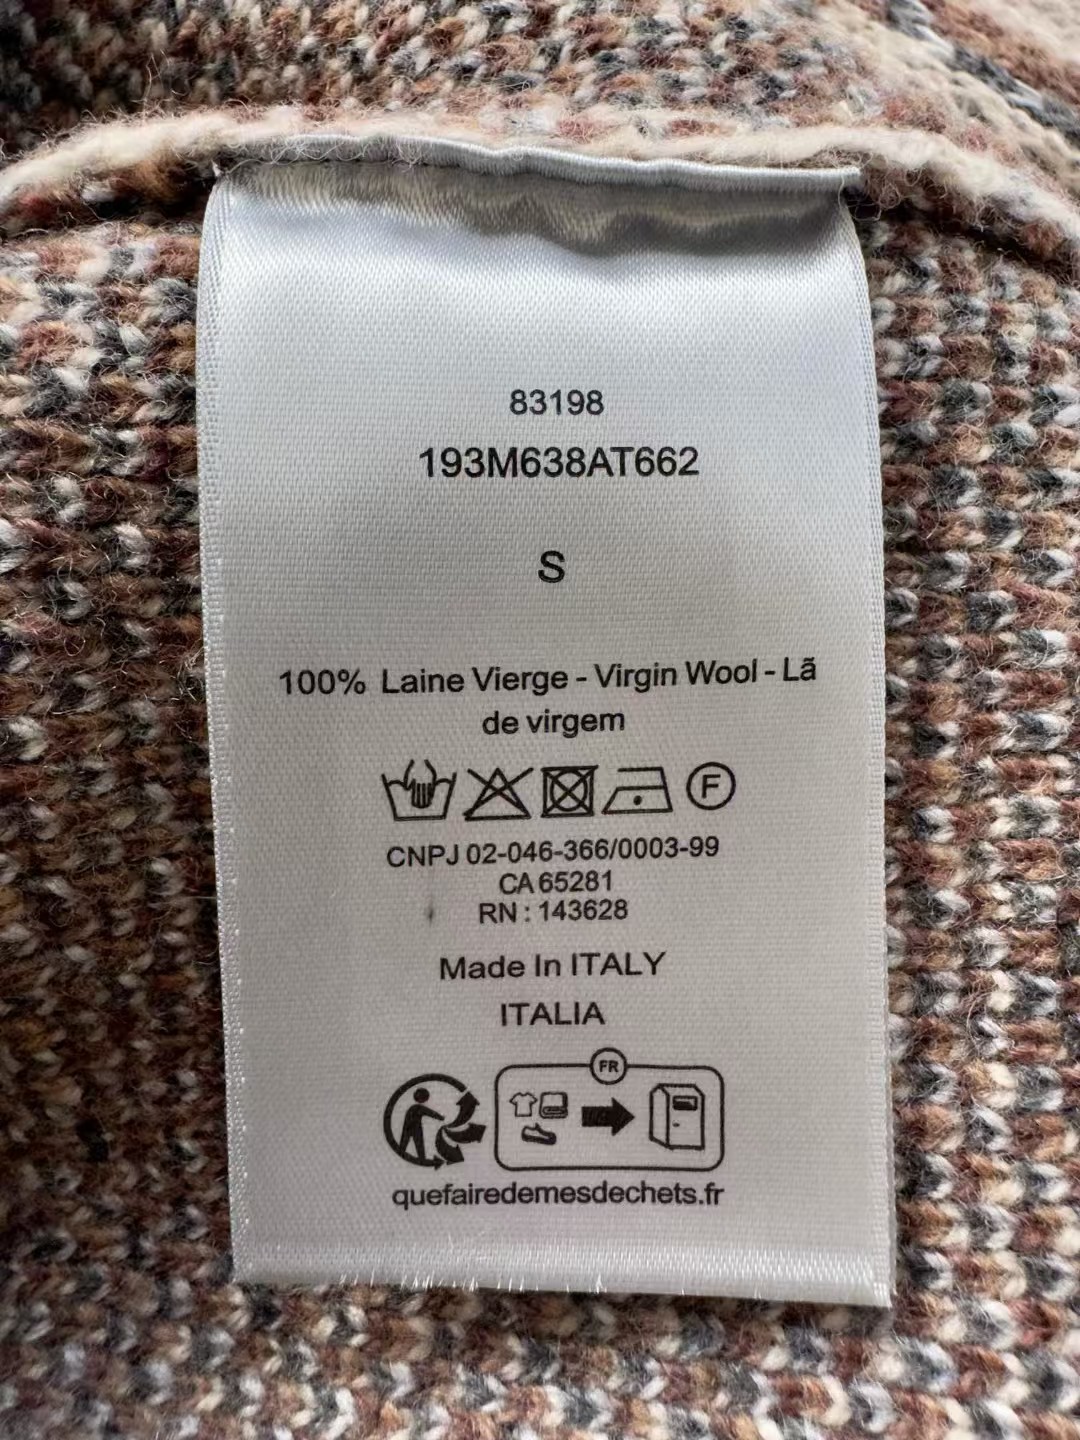 83198
193M638AT662
S
100% Laine Vierge - Virgin Wool - Lã
de virgem
F
CNPJ 02-046-366/0003-99
CA 65281
RN : 143628
Made In ITALY
ITALIA
FR
quefairedemesdechets.fr